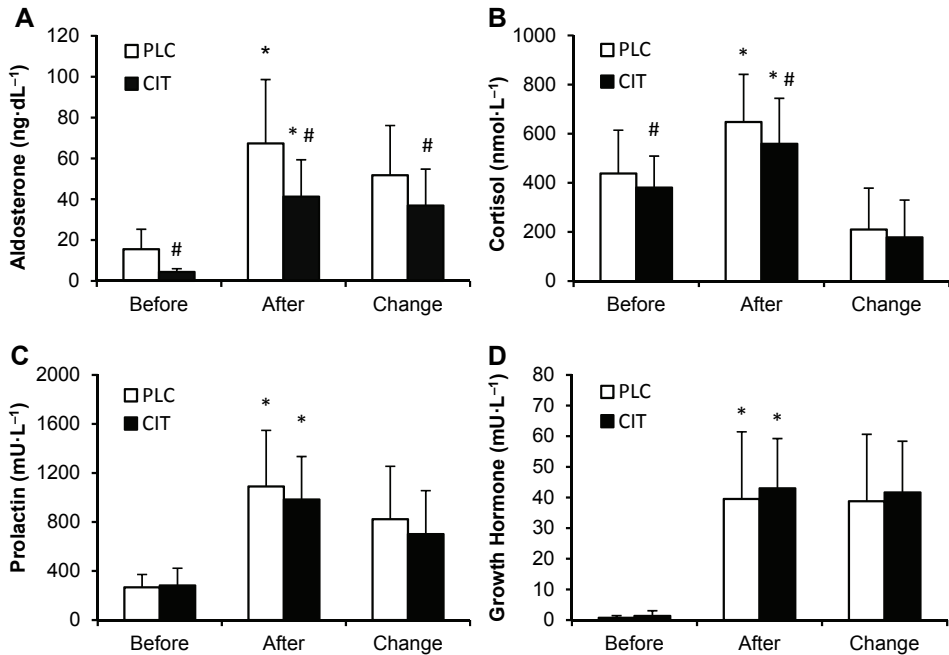 A
Aldosterone (ng·dL⁻¹)
120
100
80
60
40
20
0
PLC
CIT
*
* #
#
#
Before
After
Change
B
Cortisol (nmol·L⁻¹)
1000
800
600
400
200
0
PLC
CIT
*
* #
#
Before
After
Change
C
Prolactin (mU·L⁻¹)
2000
1600
1200
800
400
0
PLC
CIT
*
*
Before
After
Change
D
Growth Hormone (mU·L⁻¹)
80
70
60
50
40
30
20
10
0
PLC
CIT
*
*
Before
After
Change